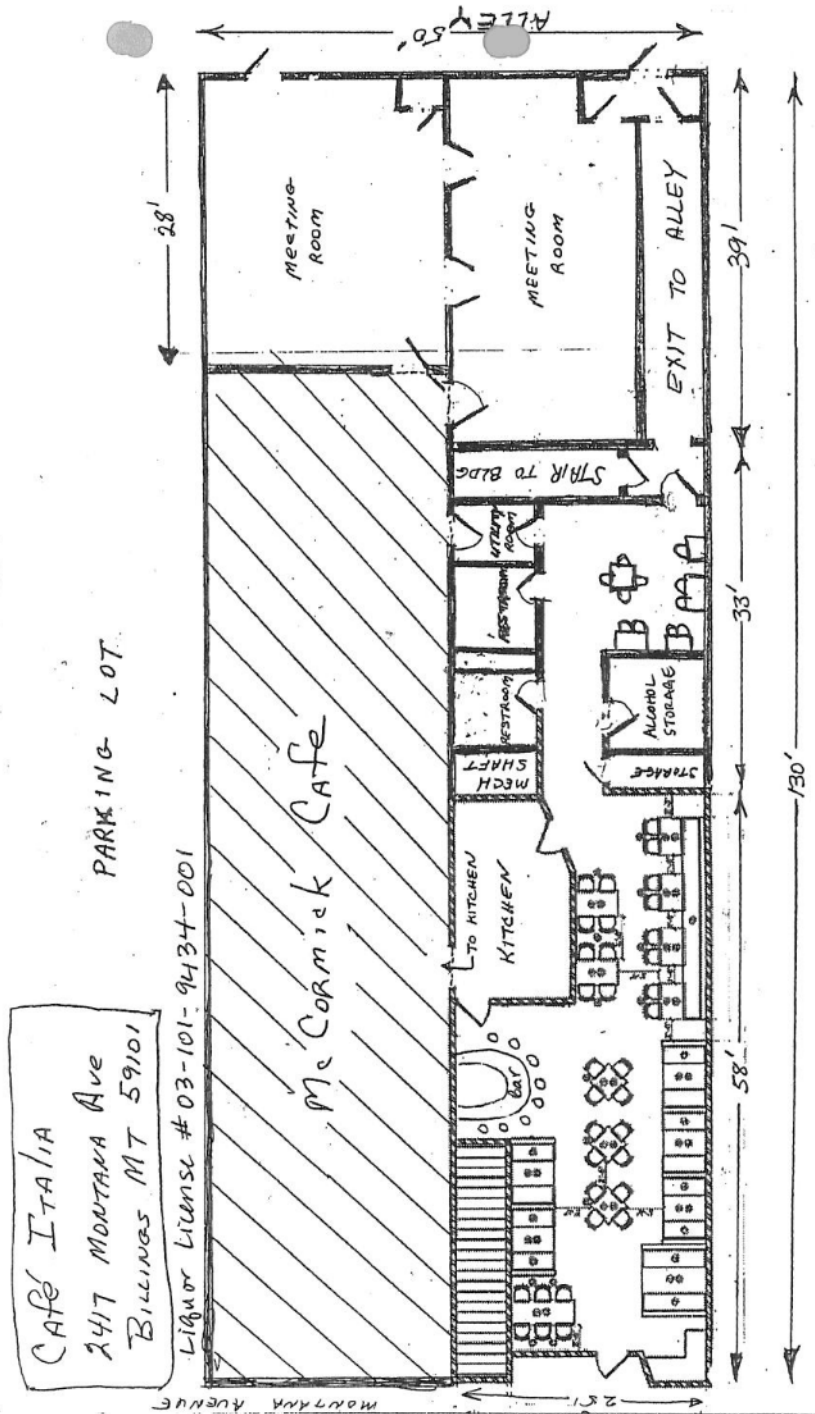 CAFé ITALIA
2417 MONTANA Ave
BILLINGS MT 59101
PARKING LOT
Liquor License # 03-101-9434-001
MONTANA AVENUE
28'
ALLEY
50'
Mc CORMICK CAFe
MEETING
ROOM
MEETING
ROOM
EXIT TO ALLEY
STAIR TO BLDG
UTILITY
ROOM
RESTROOM
RESTROOM
MECH
SHAFT
TO KITCHEN
KITCHEN
ALCOHOL
STORAGE
STORAGE
bar
25'
58'
33'
39'
130'